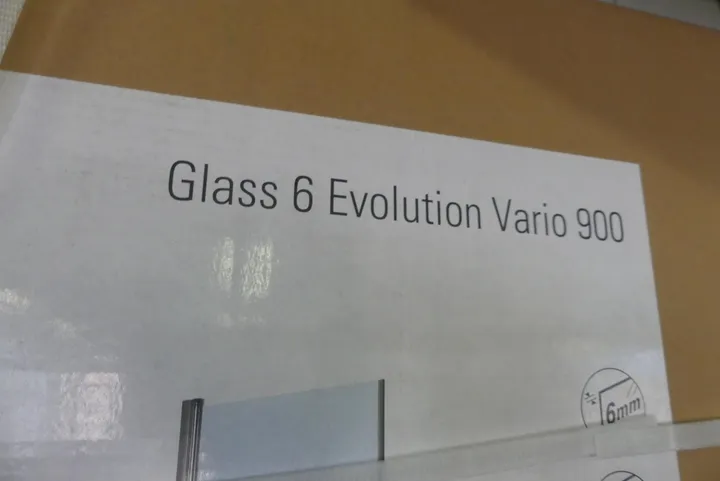 Glass 6 Evolution Vario 900
6mm